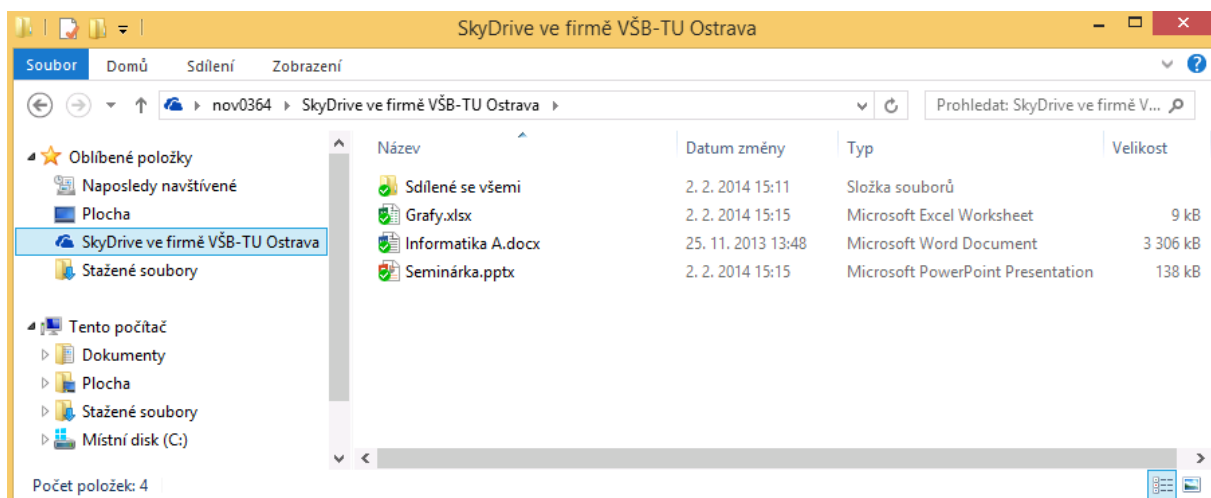 SkyDrive ve firmě VŠB-TU Ostrava
Soubor Domů Sdílení Zobrazení
nov0364 SkyDrive ve firmě VŠB-TU Ostrava Prohledat: SkyDrive ve firmě V...
Oblíbené položky
Naposledy navštívené
Plocha
SkyDrive ve firmě VŠB-TU Ostrava
Stažené soubory
Tento počítač
Dokumenty
Plocha
Stažené soubory
Místní disk (C:)
Název Datum změny Typ Velikost
Sdílené se všemi 2. 2. 2014 15:11 Složka souborů
Grafy.xlsx 2. 2. 2014 15:15 Microsoft Excel Worksheet 9 kB
Informatika A.docx 25. 11. 2013 13:48 Microsoft Word Document 3 306 kB
Seminárka.pptx 2. 2. 2014 15:15 Microsoft PowerPoint Presentation 138 kB
Počet položek: 4